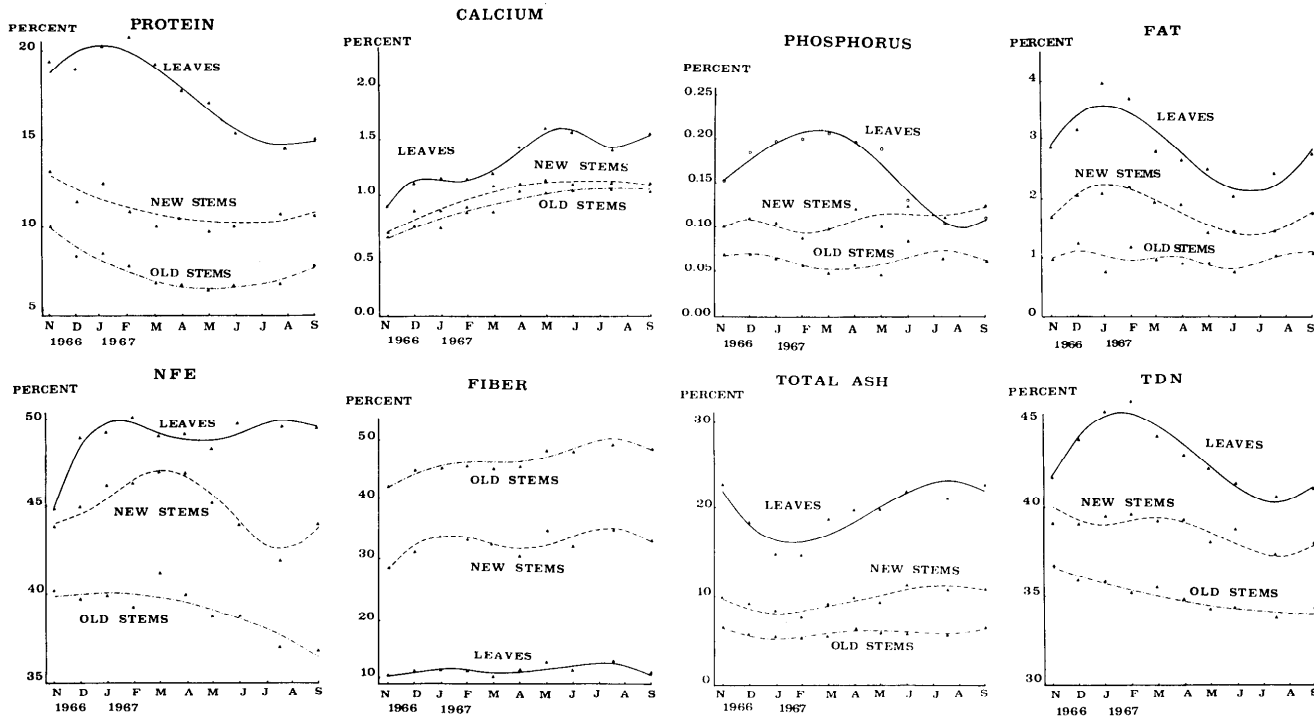 PROTEIN
PERCENT
20
15
10
5
LEAVES
NEW STEMS
OLD STEMS
N D J F M A M J J A S
1966 1967
CALCIUM
PERCENT
2.0
1.5
1.0
0.5
0.0
LEAVES
NEW STEMS
OLD STEMS
N D J F M A M J J A S
1966 1967
PHOSPHORUS
PERCENT
0.25
0.20
0.15
0.10
0.05
0.00
LEAVES
NEW STEMS
OLD STEMS
N D J F M A M J J A S
1966 1967
FAT
PERCENT
4
3
2
1
0
LEAVES
NEW STEMS
OLD STEMS
N D J F M A M J J A S
1966 1967
NFE
PERCENT
50
45
40
35
LEAVES
NEW STEMS
OLD STEMS
N D J F M A M J J A S
1966 1967
FIBER
PERCENT
50
40
30
20
10
OLD STEMS
NEW STEMS
LEAVES
N D J F M A M J J A S
1966 1967
TOTAL ASH
PERCENT
30
20
10
0
LEAVES
NEW STEMS
OLD STEMS
N D J F M A M J J A S
1966 1967
TDN
PERCENT
45
40
35
30
LEAVES
NEW STEMS
OLD STEMS
N D J F M A M J J A S
1966 1967